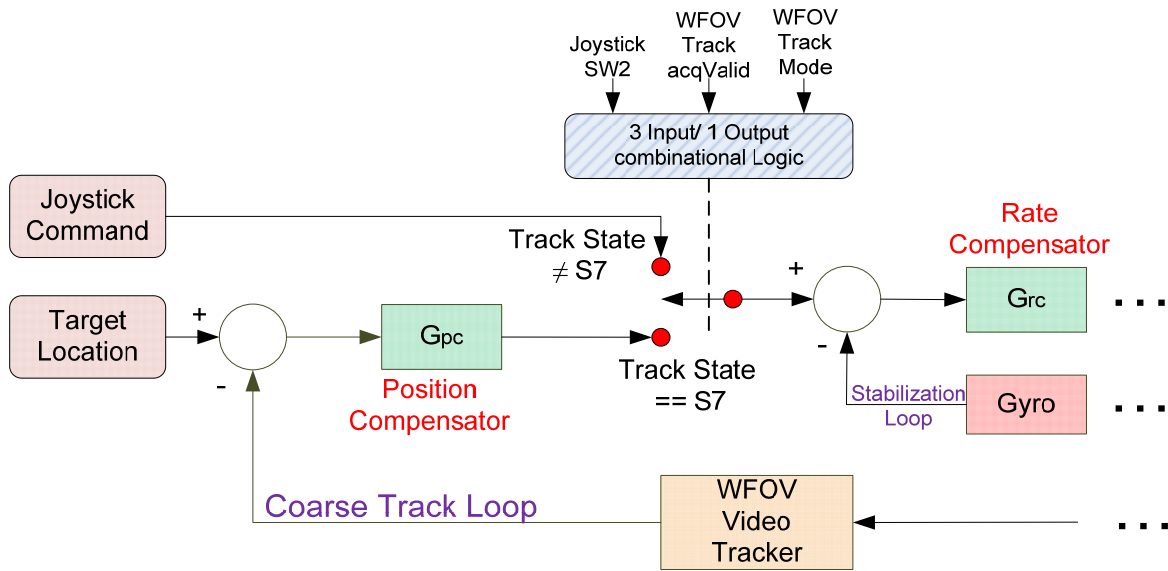 Joystick
SW2
WFOV
Track
acqValid
WFOV
Track
Mode
3 Input/ 1 Output
combinational Logic
Joystick
Command
Track State
≠ S7
Rate
Compensator
+
Grc
...
Target
Location
+
-
Gpc
Position
Compensator
Track State
== S7
-
Stabilization
Loop
Gyro
...
Coarse Track Loop
WFOV
Video
Tracker
...